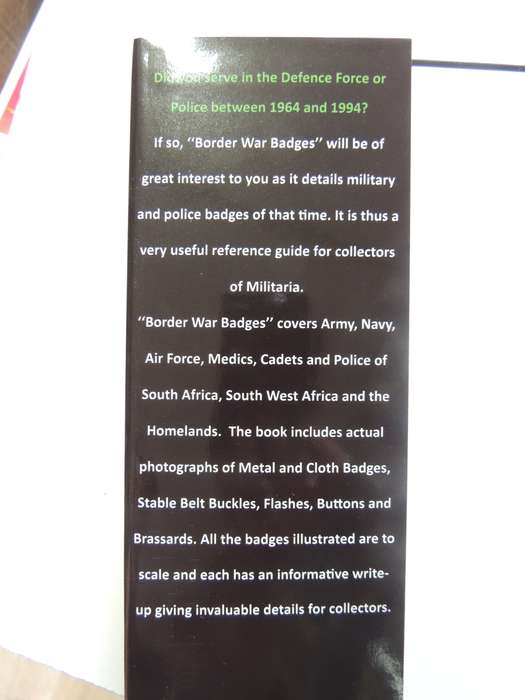 Did you serve in the Defence Force or
Police between 1964 and 1994?
If so, “Border War Badges” will be of
great interest to you as it details military
and police badges of that time. It is thus a
very useful reference guide for collectors
of Militaria.
“Border War Badges” covers Army, Navy,
Air Force, Medics, Cadets and Police of
South Africa, South West Africa and the
Homelands. The book includes actual
photographs of Metal and Cloth Badges,
Stable Belt Buckles, Flashes, Buttons and
Brassards. All the badges illustrated are to
scale and each has an informative write-
up giving invaluable details for collectors.